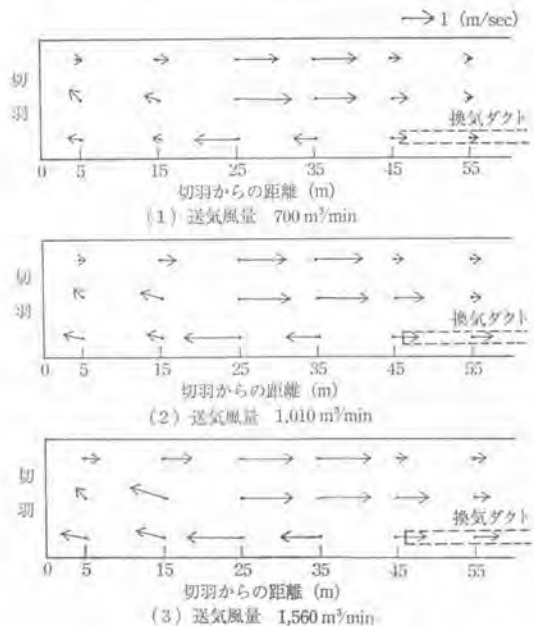 1 (m/sec)
切羽
換気ダクト
0 5 15 25 35 45 55
切羽からの距離 (m)
(1) 送気風量 700 m³/min
切羽
換気ダクト
0 5 15 25 35 45 55
切羽からの距離 (m)
(2) 送気風量 1,010 m³/min
切羽
換気ダクト
0 5 15 25 35 45 55
切羽からの距離 (m)
(3) 送気風量 1,560 m³/min